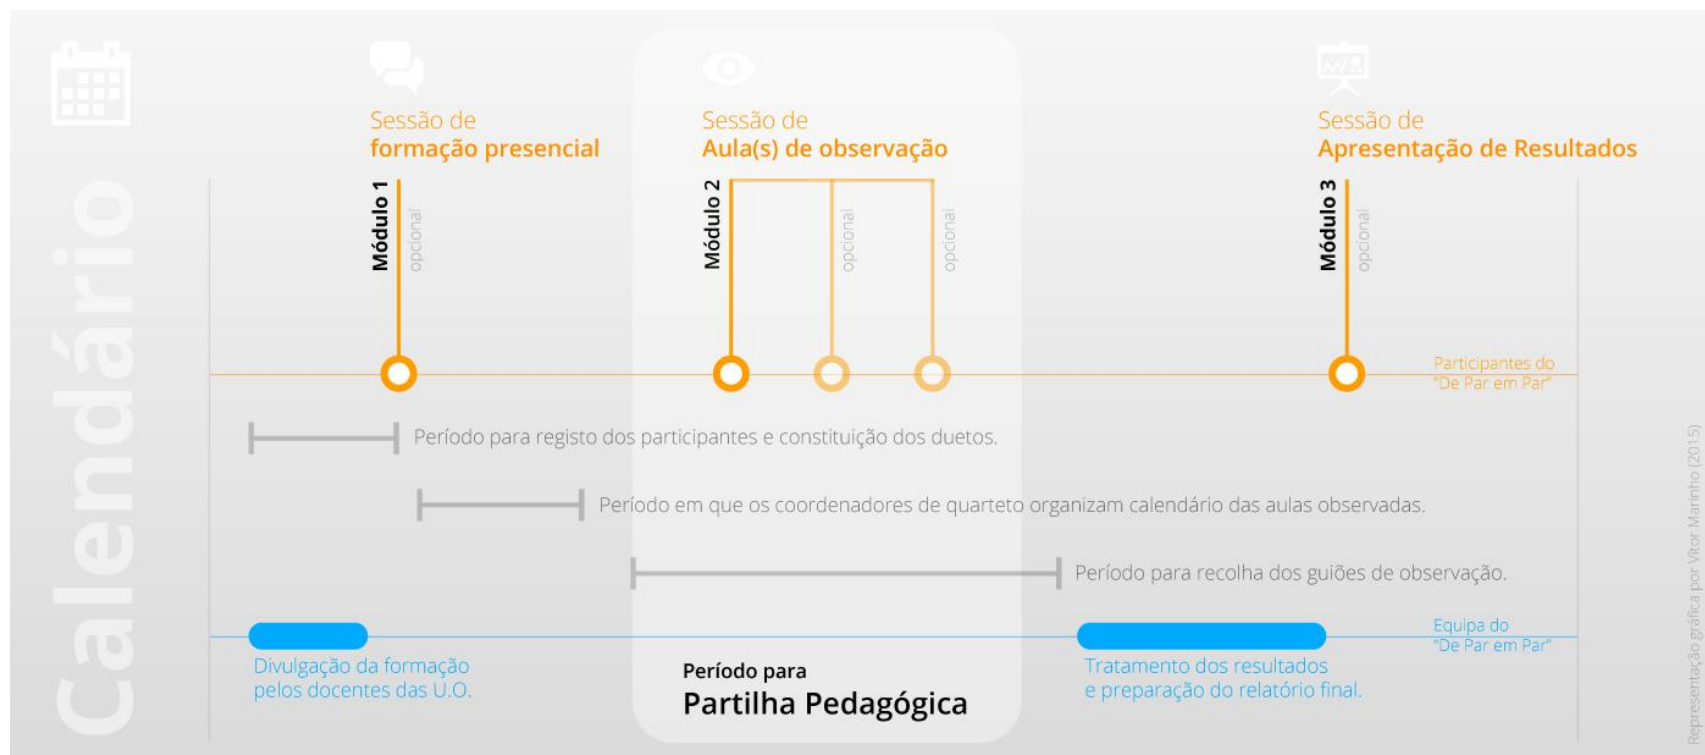 Calendário
Sessão de
formação presencial
Módulo 1
opcional
Sessão de
Aula(s) de observação
Módulo 2
opcional
opcional
Sessão de
Apresentação de Resultados
Módulo 3
opcional
Participantes do
"De Par em Par"
Período para registo dos participantes e constituição dos duetos.
Período em que os coordenadores de quarteto organizam calendário das aulas observadas.
Período para recolha dos guiões de observação.
Equipa do
"De Par em Par"
Divulgação da formação
pelos docentes das U.O.
Período para
Partilha Pedagógica
Tratamento dos resultados
e preparação do relatório final.
Representação gráfica por Vítor Marinho (2015)